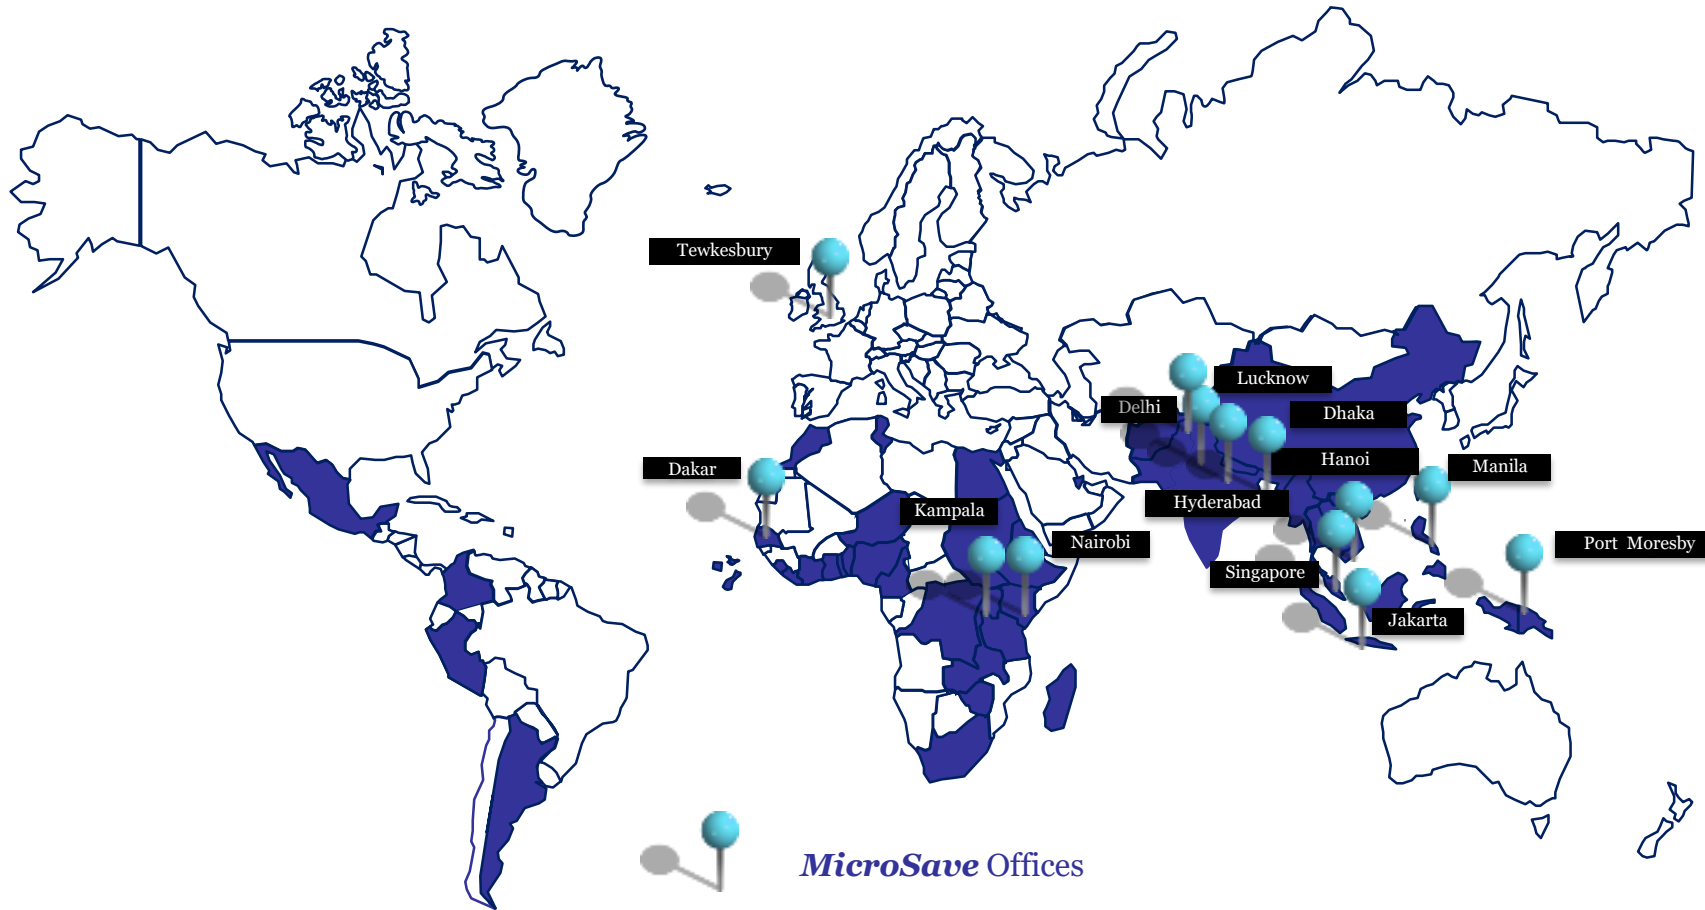 Tewkesbury
Lucknow
Delhi
Dhaka
Hanoi
Manila
Dakar
Hyderabad
Kampala
Nairobi
Port Moresby
Singapore
Jakarta
MicroSave Offices